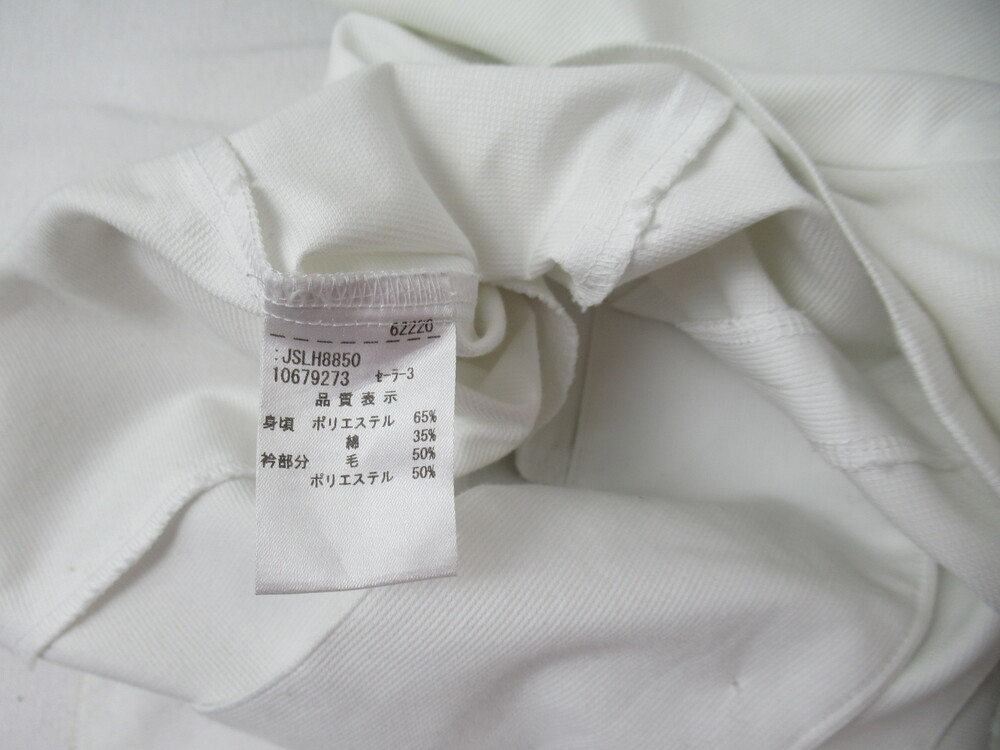 62220
:JSLH8850
10679273 セーラー3
品質表示
身頃 ポリエステル 65%
綿 35%
衿部分 毛 50%
ポリエステル 50%